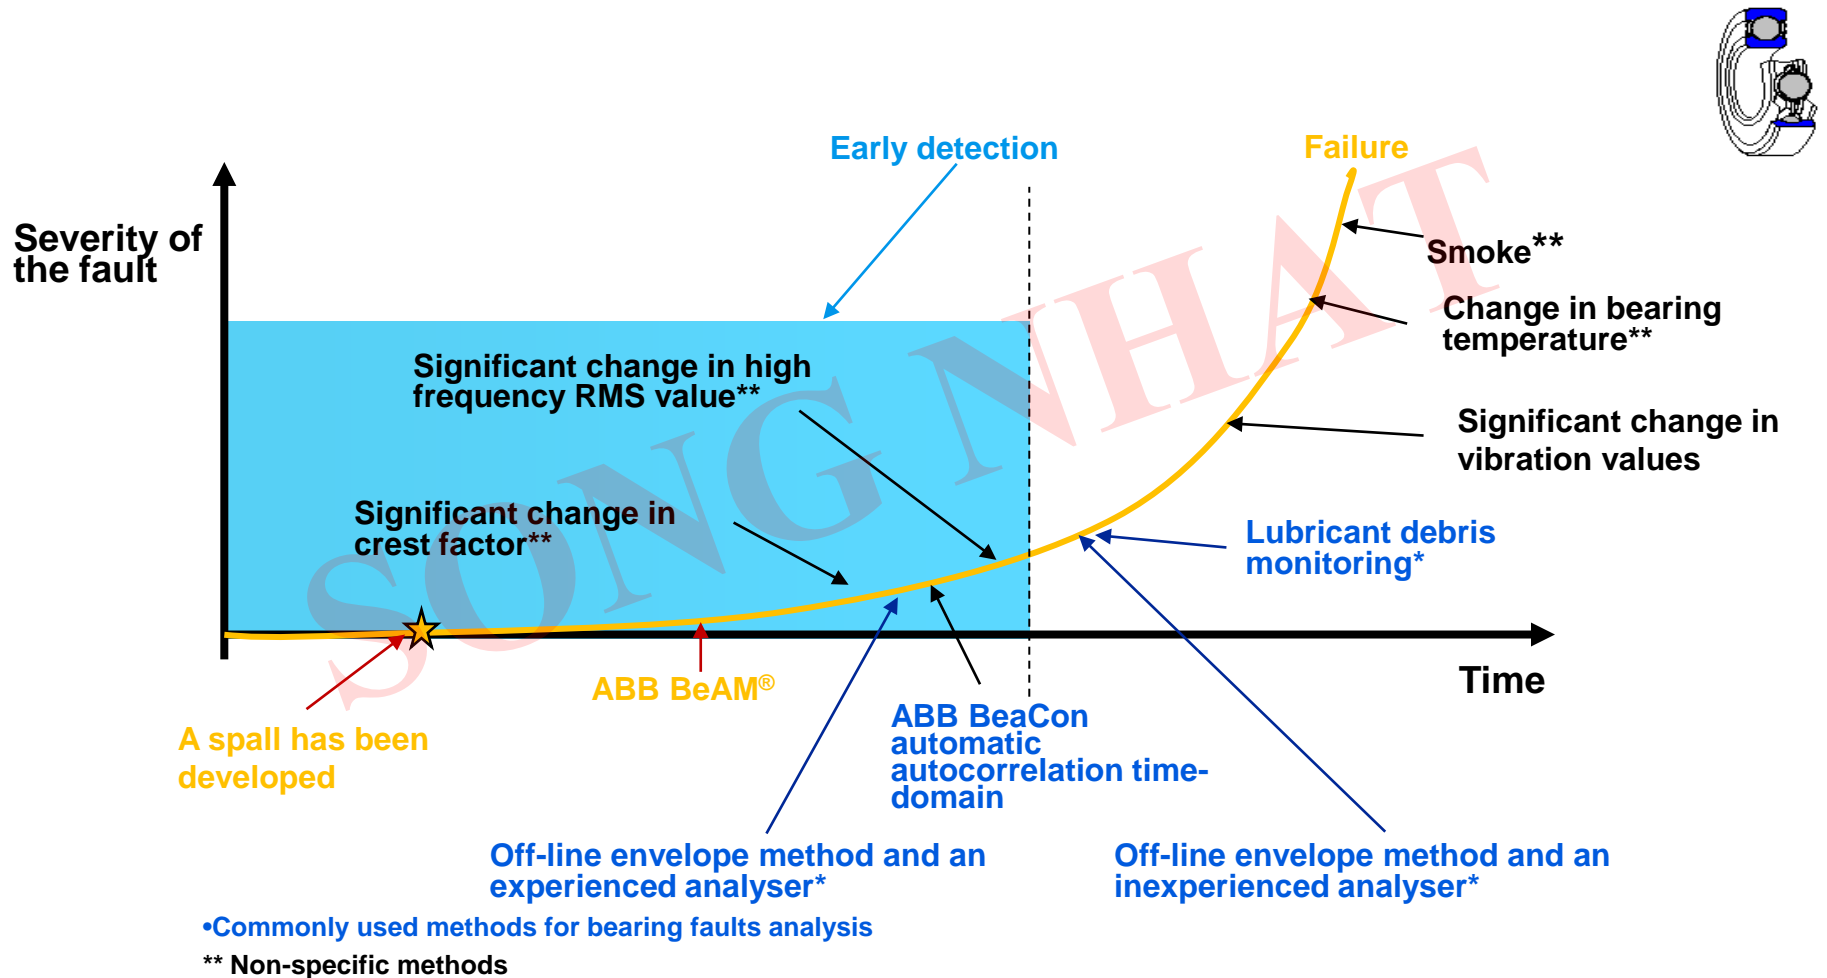 Early detection
Failure
Severity of
the fault
Smoke**
Change in bearing
temperature**
Significant change in high
frequency RMS value**
Significant change in
vibration values
Significant change in
crest factor**
Lubricant debris
monitoring*
SONG NHAT
Time
ABB BeAM®
A spall has been
developed
ABB BeaCon
automatic
autocorrelation time-
domain
Off-line envelope method and an
experienced analyser*
Off-line envelope method and an
inexperienced analyser*
•Commonly used methods for bearing faults analysis
** Non-specific methods